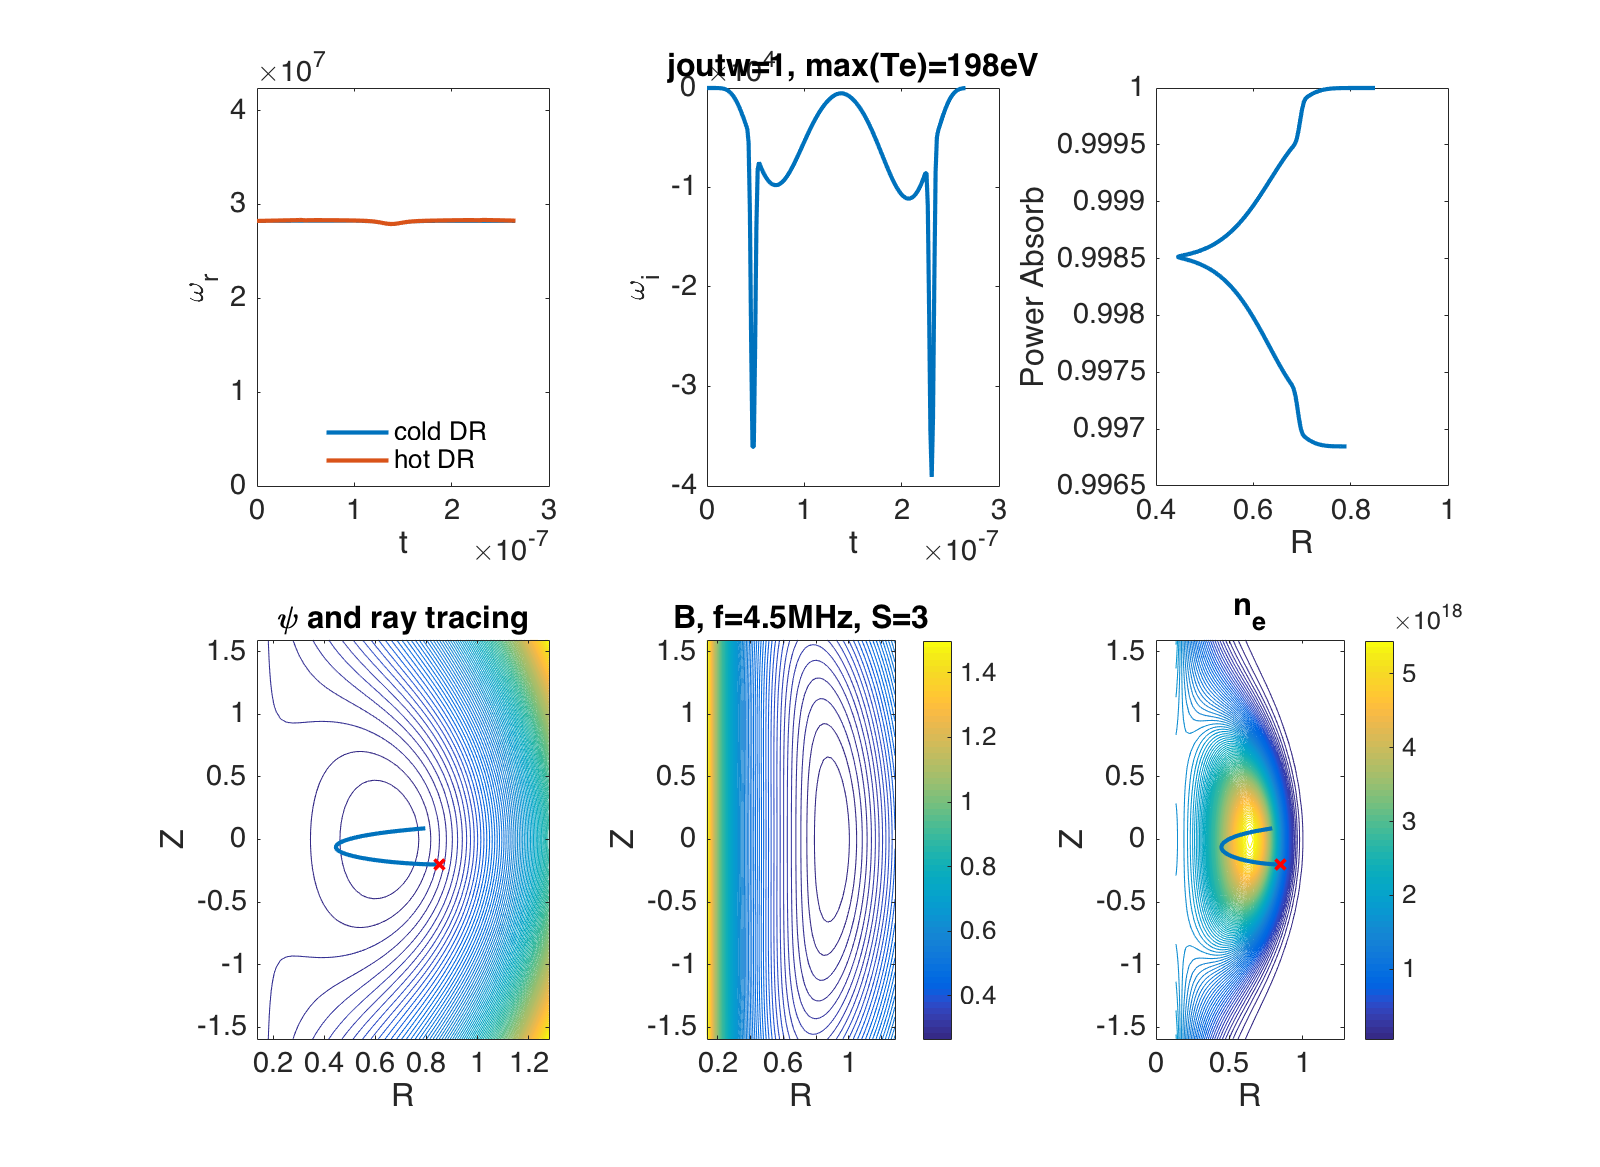 joutw=1, max(Te)=198eV
×10^7
4
3
2
1
0
ω_r
cold DR
hot DR
0 1 2 3
t
×10^-7
×10^-4
0
-1
-2
-3
-4
ω_i
0 1 2 3
t
×10^-7
1
0.9995
0.999
0.9985
0.998
0.9975
0.997
0.9965
Power Absorb
0.4 0.6 0.8 1
R
ψ and ray tracing
1.5
1
0.5
0
-0.5
-1
-1.5
Z
0.2 0.4 0.6 0.8 1 1.2
R
B, f=4.5MHz, S=3
1.5
1
0.5
0
-0.5
-1
-1.5
Z
0.2 0.6 1
R
1.4
1.2
1
0.8
0.6
0.4
n_e
1.5
1
0.5
0
-0.5
-1
-1.5
Z
0 0.5 1
R
×10^18
5
4
3
2
1